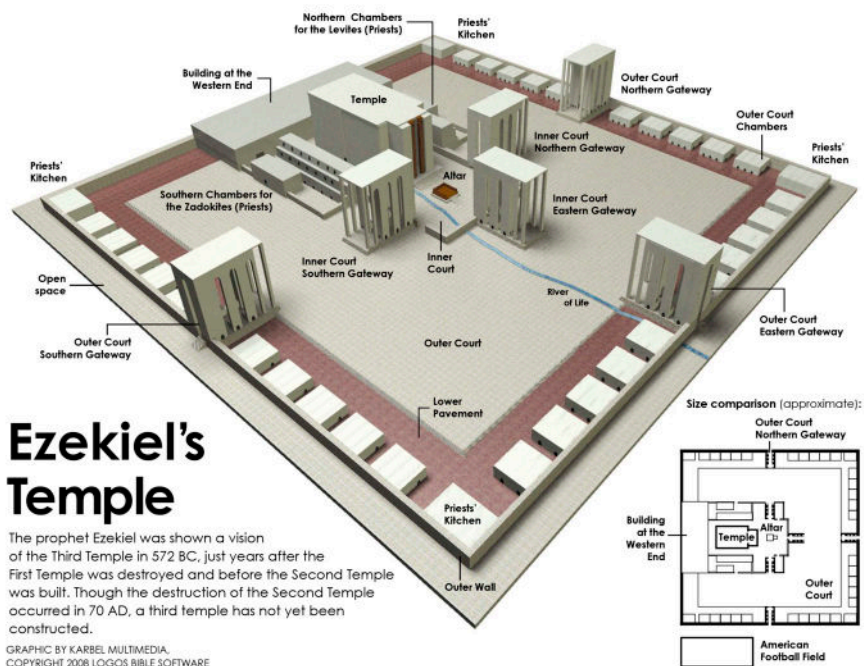 Northern Chambers
for the Levites (Priests)
Priests'
Kitchen
Building at the
Western End
Temple
Outer Court
Northern Gateway
Inner Court
Northern Gateway
Outer Court
Chambers
Priests'
Kitchen
Priests'
Kitchen
Altar
Southern Chambers for
the Zadokites (Priests)
Inner Court
Eastern Gateway
Inner Court
Southern Gateway
Inner
Court
Open
space
River
of Life
Outer Court
Southern Gateway
Outer Court
Eastern Gateway
Outer Court
Lower
Pavement
Priests'
Kitchen
Outer Wall
Ezekiel's
Temple
The prophet Ezekiel was shown a vision
of the Third Temple in 572 BC, just years after the
First Temple was destroyed and before the Second Temple
was built. Though the destruction of the Second Temple
occurred in 70 AD, a third temple has not yet been
constructed.
GRAPHIC BY KARBEL MULTIMEDIA,
COPYRIGHT 2008 LOGOS BIBLE SOFTWARE
Size comparison (approximate):
Outer Court
Northern Gateway
Building
at the
Western
End
Temple
Altar
Outer
Court
American
Football Field